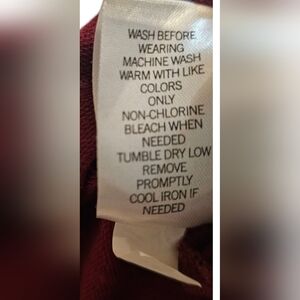 WASH BEFORE
WEARING
MACHINE WASH
WARM WITH LIKE
COLORS
ONLY
NON-CHLORINE
BLEACH WHEN
NEEDED
TUMBLE DRY LOW
REMOVE
PROMPTLY
COOL IRON IF
NEEDED